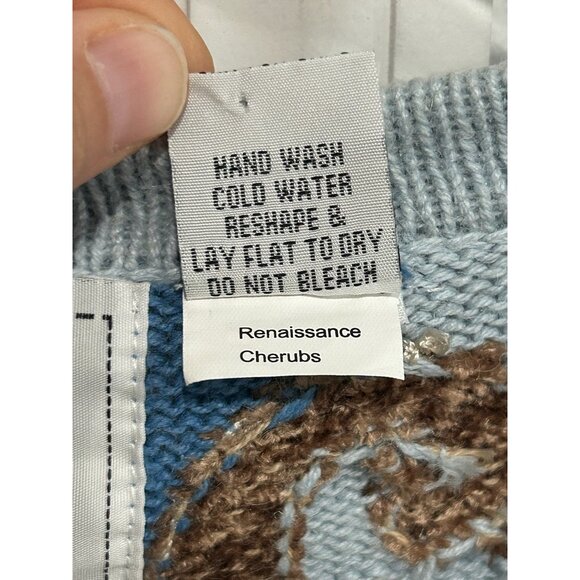 HAND WASH
COLD WATER
RESHAPE &
LAY FLAT TO DRY
DO NOT BLEACH
Renaissance
Cherubs